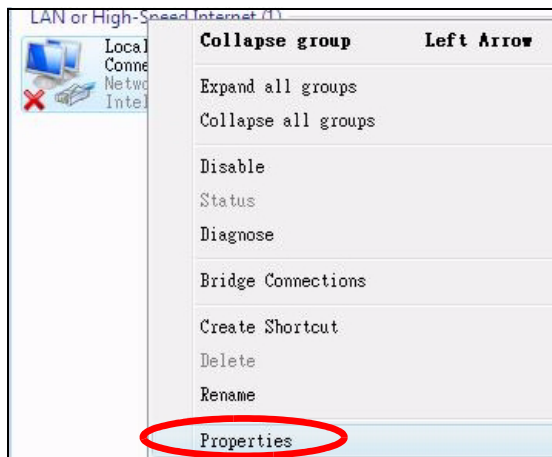 LAN or High-Speed Internet (1)
Local
Conne
Netwo
Intel
Collapse group Left Arrow
Expand all groups
Collapse all groups
Disable
Status
Diagnose
Bridge Connections
Create Shortcut
Delete
Rename
Properties